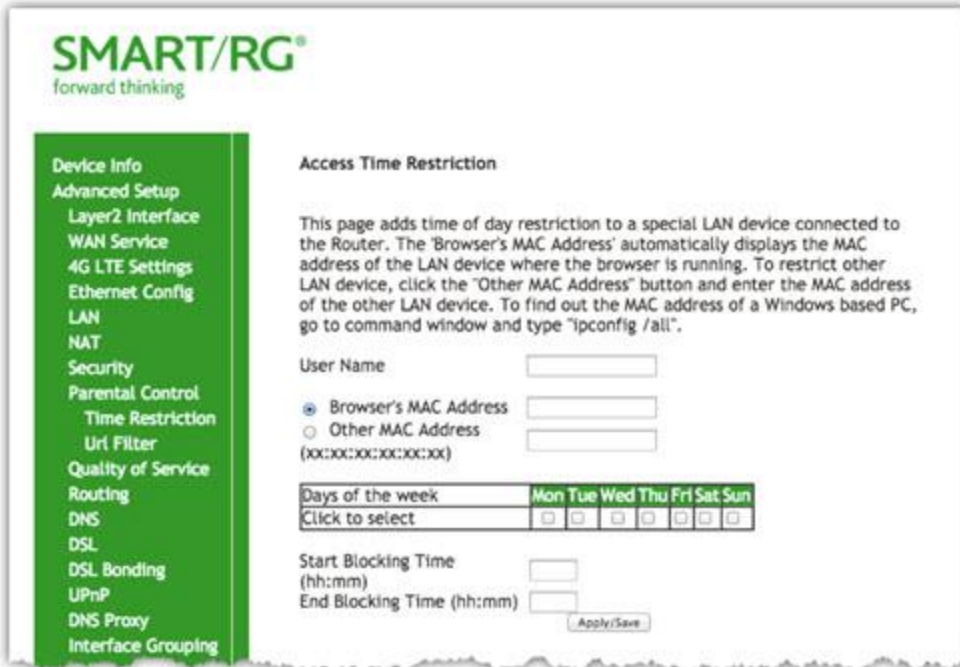 SMART/RG®
forward thinking
Device Info
Advanced Setup
Layer2 Interface
WAN Service
4G LTE Settings
Ethernet Config
LAN
NAT
Security
Parental Control
Time Restriction
Url Filter
Quality of Service
Routing
DNS
DSL
DSL Bonding
UPnP
DNS Proxy
Interface Grouping
Access Time Restriction
This page adds time of day restriction to a special LAN device connected to
the Router. The 'Browser's MAC Address' automatically displays the MAC
address of the LAN device where the browser is running. To restrict other
LAN device, click the "Other MAC Address" button and enter the MAC address
of the other LAN device. To find out the MAC address of a Windows based PC,
go to command window and type "ipconfig /all".
User Name
Browser's MAC Address
Other MAC Address
(xx:xx:xx:xx:xx:xx)
Days of the week Mon Tue Wed Thu Fri Sat Sun
Click to select
Start Blocking Time
(hh:mm)
End Blocking Time (hh:mm)
Apply/Save